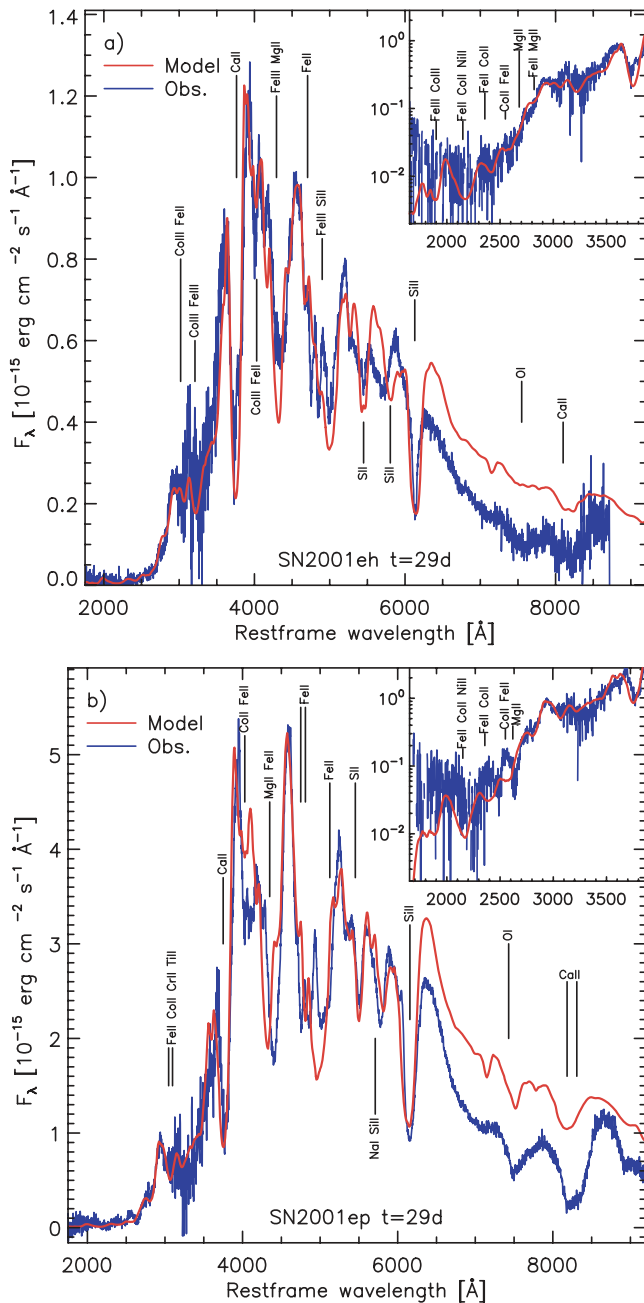 a)
Model
Obs.
CaII
FeIII MgII
FeII
CoIII FeII
CoIII FeIII
CoIII FeII
FeIII SiII
SII
SiII
SiII
OI
CaII
1.4
1.2
1.0
0.8
0.6
0.4
0.2
0.0
F_λ [10⁻¹⁵ erg cm⁻² s⁻¹ Å⁻¹]
10⁰
10⁻¹
10⁻²
FeIII CoIII
FeII CoII NiII
FeII CoII
CoII FeII
MgII
FeII MgII
2000 2500 3000 3500
SN2001eh t=29d
2000 4000 6000 8000
Restframe wavelength [Å]
b)
Model
Obs.
CoII FeII
FeII
MgII FeII
FeII
SII
CaII
SiII
OI
CaII
FeII CoII CrII TiII
NaI SiII
5
4
3
2
1
0
F_λ [10⁻¹⁵ erg cm⁻² s⁻¹ Å⁻¹]
10⁰
10⁻¹
10⁻²
FeII CoII NiII
FeII CoII
CoII FeII
MgII
2000 2500 3000 3500
SN2001ep t=29d
2000 4000 6000 8000
Restframe wavelength [Å]